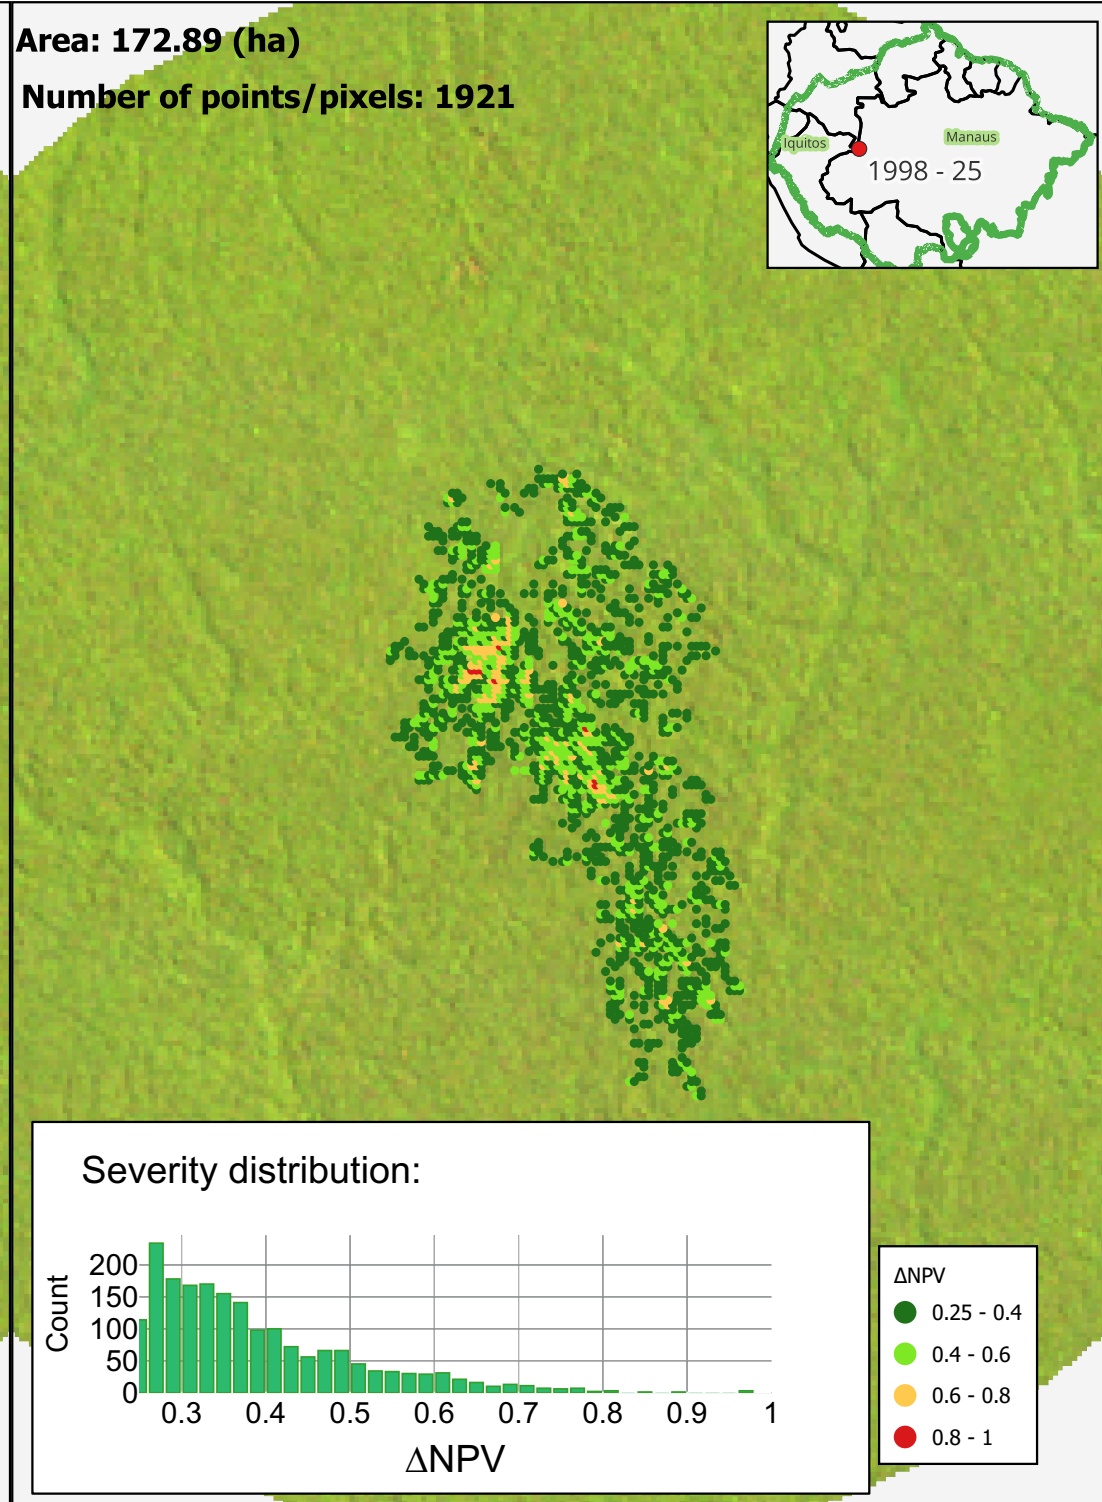 Area: 172.89 (ha)
Number of points/pixels: 1921
Iquitos
Manaus
1998 - 25
Severity distribution:
Count
200
150
100
50
0
0.3 0.4 0.5 0.6 0.7 0.8 0.9 1
ΔNPV
ΔNPV
0.25 - 0.4
0.4 - 0.6
0.6 - 0.8
0.8 - 1